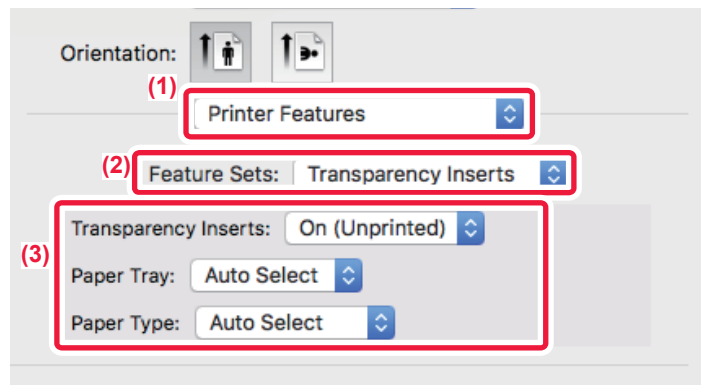 Orientation:
(1)
Printer Features
(2)
Feature Sets: Transparency Inserts
(3)
Transparency Inserts: On (Unprinted)
Paper Tray: Auto Select
Paper Type: Auto Select